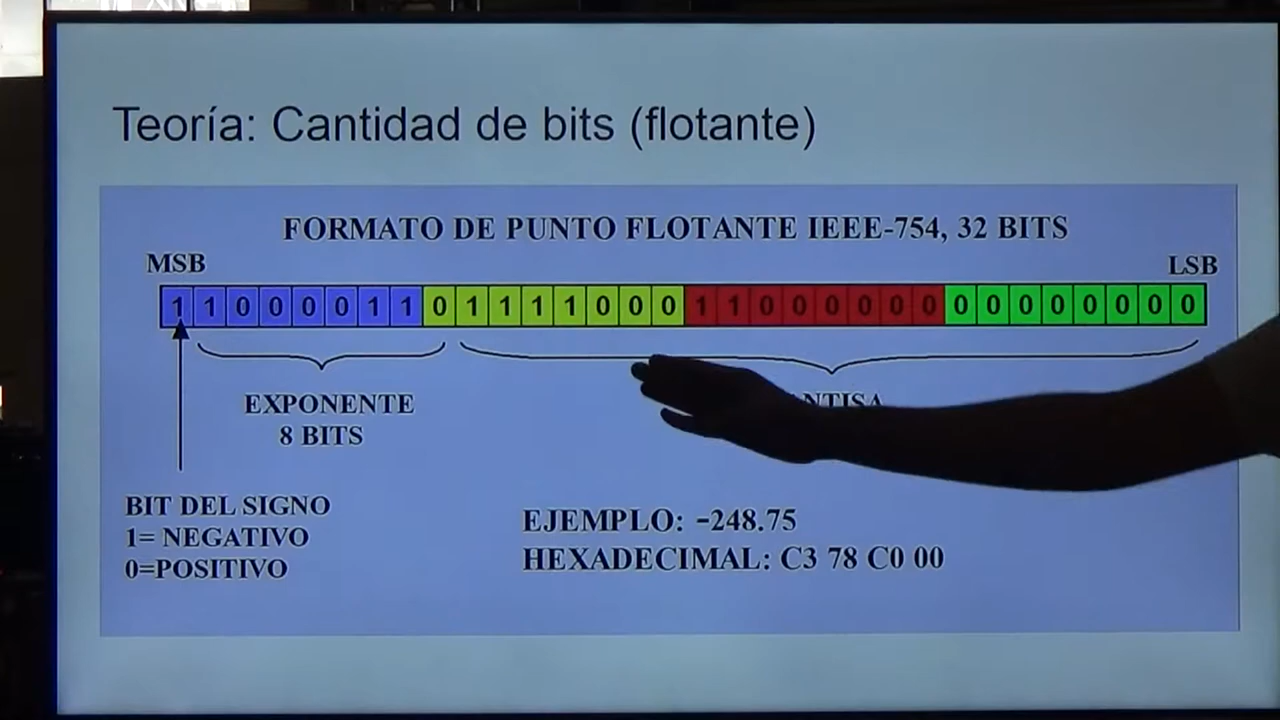 Teoría: Cantidad de bits (flotante)
FORMATO DE PUNTO FLOTANTE IEEE-754, 32 BITS
MSB LSB
1 1 0 0 0 0 1 1 0 1 1 1 1 0 0 0 1 1 0 0 0 0 0 0 0 0 0 0 0 0 0 0
EXPONENTE
8 BITS
BIT DEL SIGNO
1= NEGATIVO
0=POSITIVO
EJEMPLO: -248.75
HEXADECIMAL: C3 78 C0 00